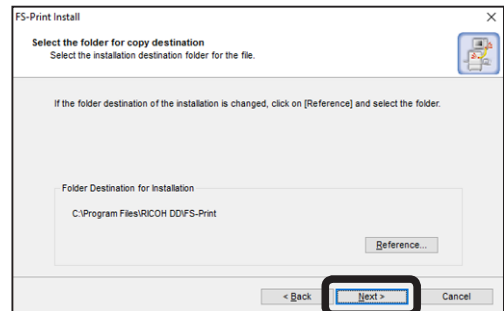 FS-Print Install
Select the folder for copy destination
Select the installation destination folder for the file.
If the folder destination of the installation is changed, click on [Reference] and select the folder.
Folder Destination for Installation
C:\Program Files\RICOH DD\FS-Print
Reference...
< Back Next > Cancel